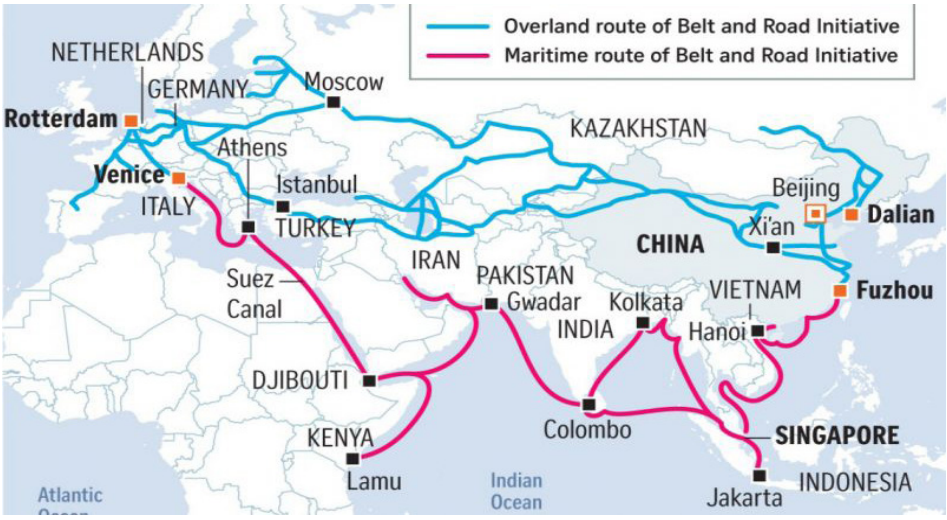 Overland route of Belt and Road Initiative
Maritime route of Belt and Road Initiative
NETHERLANDS
GERMANY
Moscow
Rotterdam
KAZAKHSTAN
Athens
Venice
Istanbul
Beijing
ITALY
TURKEY
Xi'an
Dalian
CHINA
IRAN
Suez
Canal
PAKISTAN
Gwadar
Kolkata
VIETNAM
Fuzhou
INDIA
Hanoi
DJIBOUTI
Colombo
KENYA
SINGAPORE
Lamu
INDONESIA
Jakarta
Atlantic
Ocean
Indian
Ocean